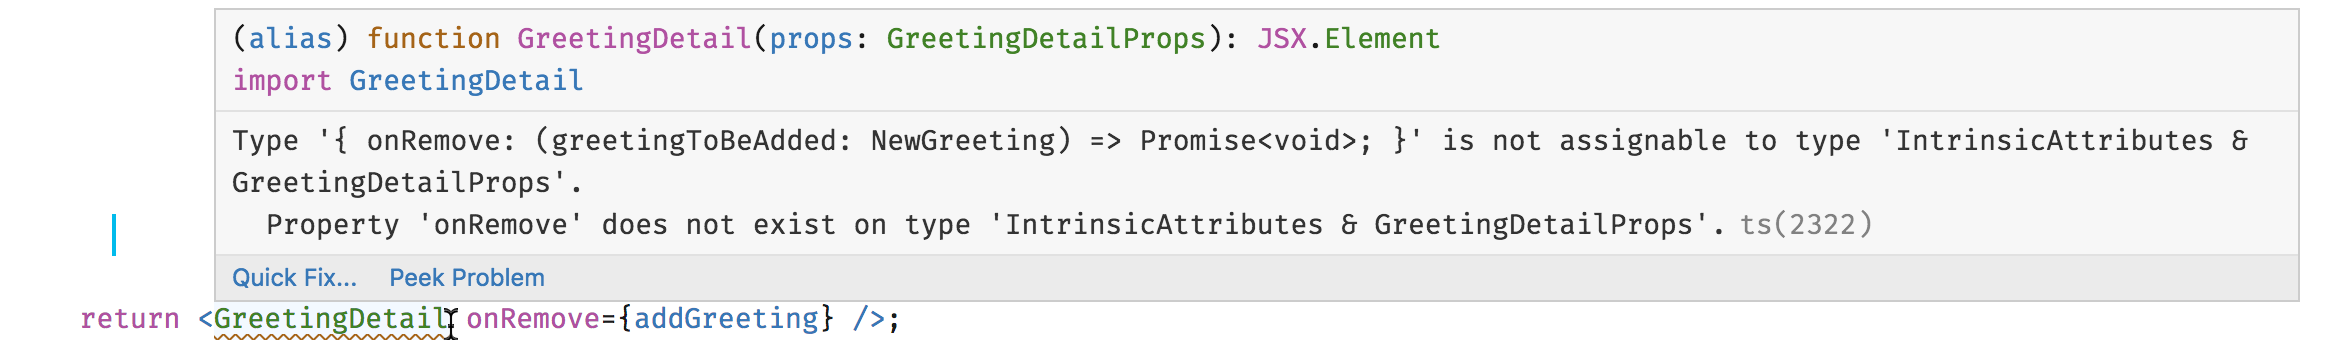 (alias) function GreetingDetail(props: GreetingDetailProps): JSX.Element
import GreetingDetail
Type '{ onRemove: (greetingToBeAdded: NewGreeting) => Promise<void>; }' is not assignable to type 'IntrinsicAttributes &
GreetingDetailProps'.
Property 'onRemove' does not exist on type 'IntrinsicAttributes & GreetingDetailProps'. ts(2322)
Quick Fix... Peek Problem
return <GreetingDetail onRemove={addGreeting} />;